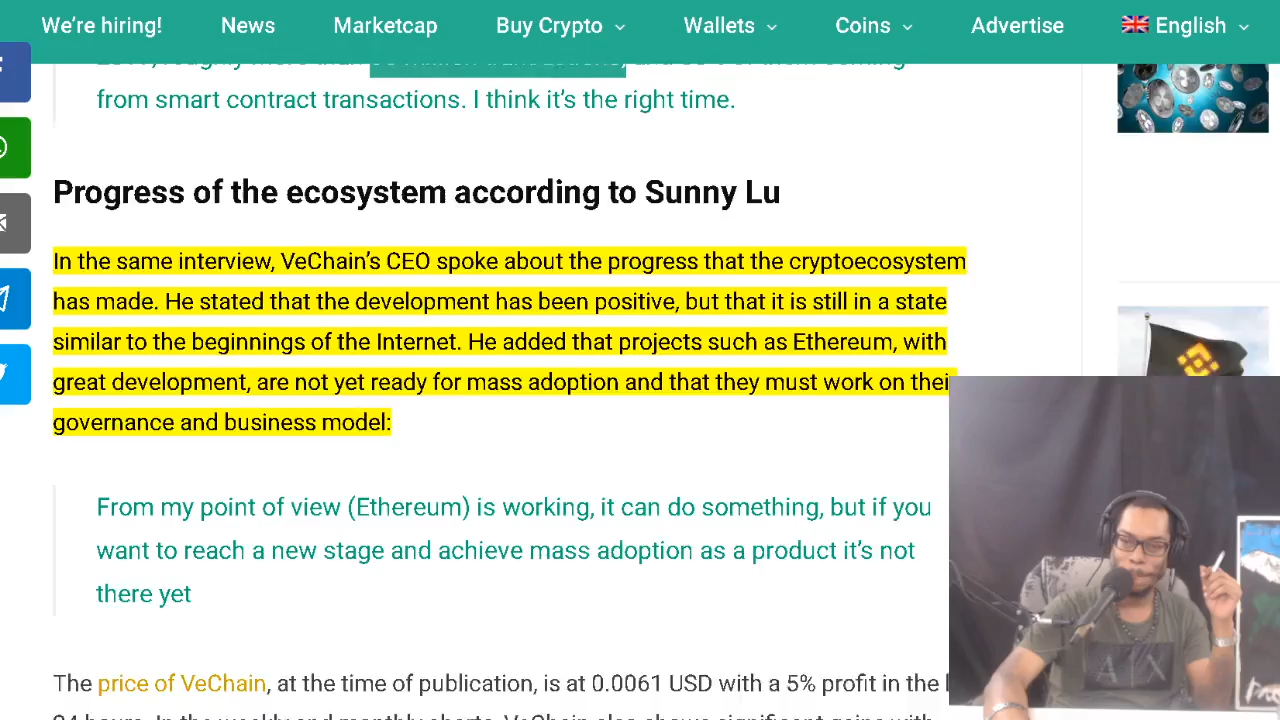 We're hiring! News Marketcap Buy Crypto Wallets Coins Advertise English
from smart contract transactions. I think it's the right time.
Progress of the ecosystem according to Sunny Lu
In the same interview, VeChain's CEO spoke about the progress that the cryptoecosystem
has made. He stated that the development has been positive, but that it is still in a state
similar to the beginnings of the Internet. He added that projects such as Ethereum, with
great development, are not yet ready for mass adoption and that they must work on thei
governance and business model:
From my point of view (Ethereum) is working, it can do something, but if you
want to reach a new stage and achieve mass adoption as a product it's not
there yet
The price of VeChain, at the time of publication, is at 0.0061 USD with a 5% profit in the l
A|X